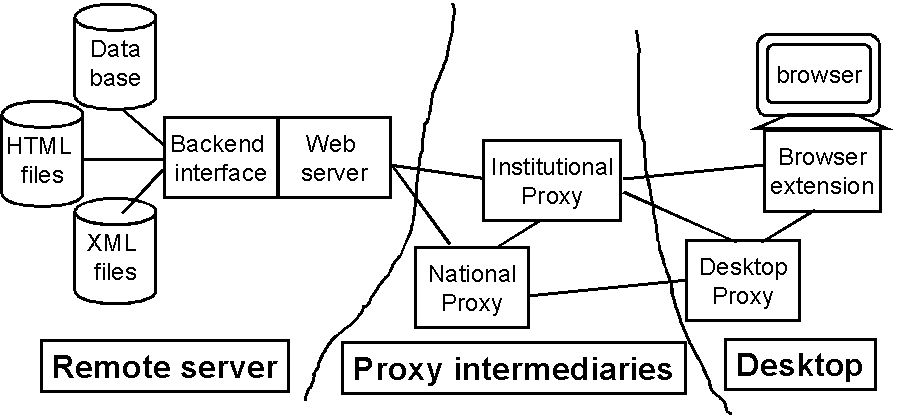 Data
base
HTML
files
XML
files
Backend
interface
Web
server
Institutional
Proxy
National
Proxy
browser
Browser
extension
Desktop
Proxy
Remote server
Proxy intermediaries
Desktop